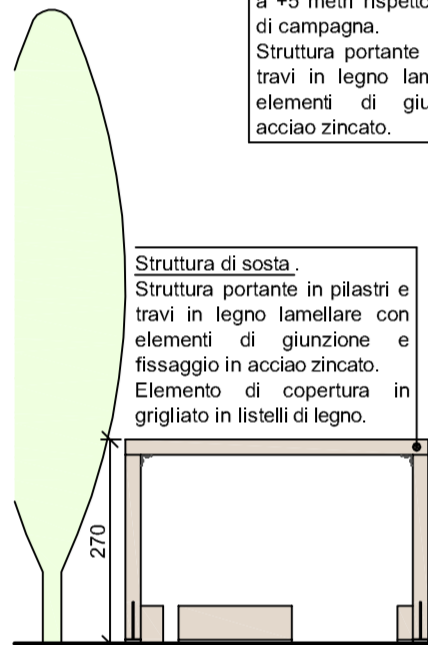 a +5 metri rispetto
di campagna.
Struttura portante
travi in legno lam
elementi di giu
acciao zincato.
Struttura di sosta .
Struttura portante in pilastri e
travi in legno lamellare con
elementi di giunzione e
fissaggio in acciao zincato.
Elemento di copertura in
grigliato in listelli di legno.
270